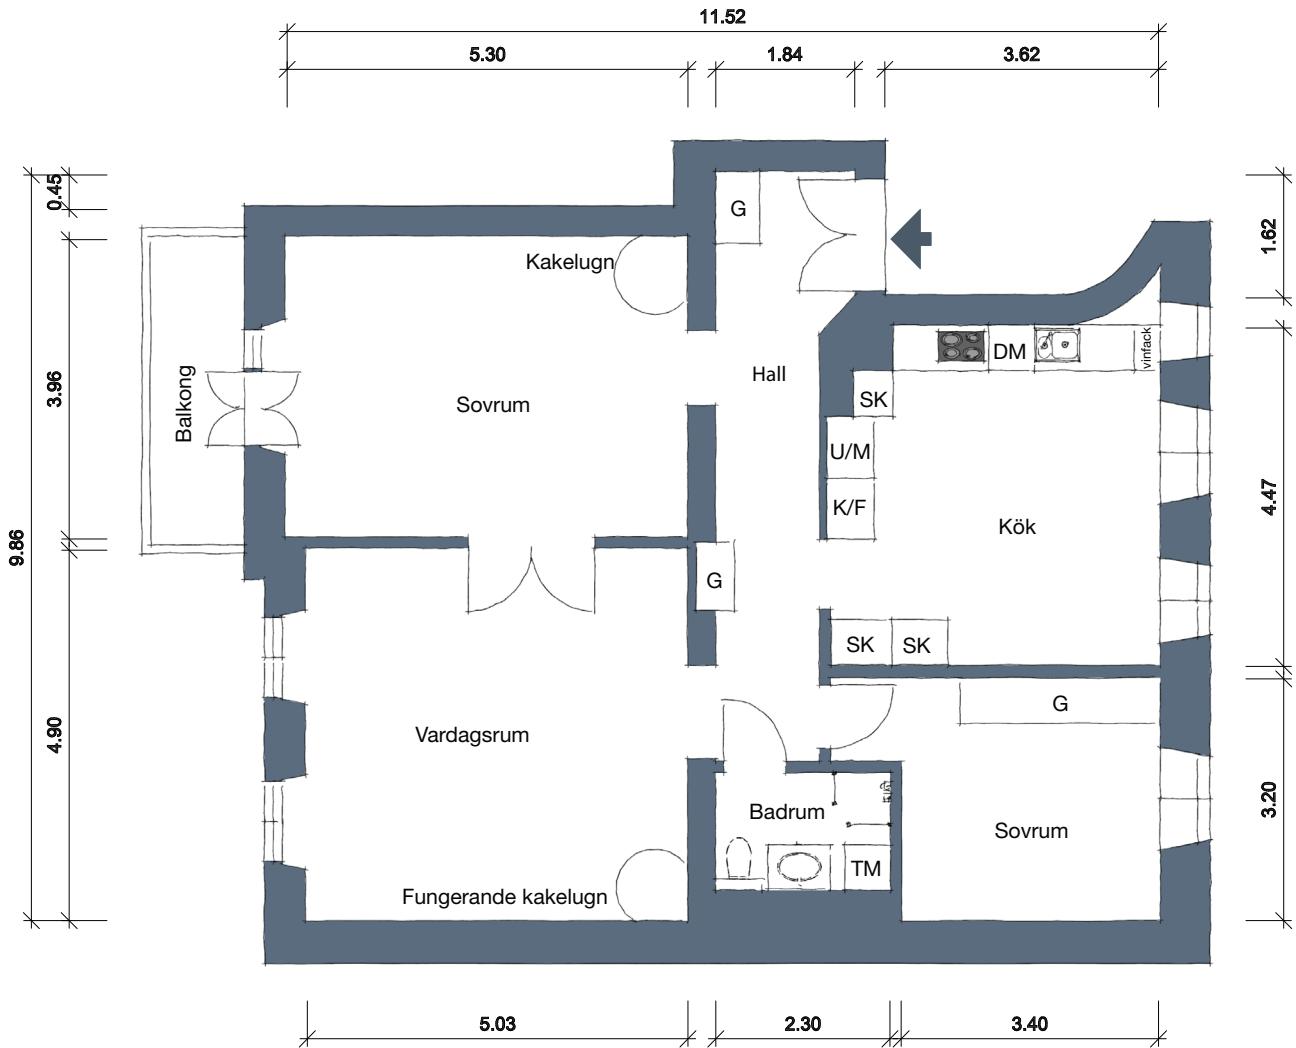 11.52
5.30
1.84
3.62
0.45
1.62
G
Kakelugn
DM
vinfack
Hall
3.96
Balkong
Sovrum
SK
U/M
4.47
K/F
Kök
9.86
G
SK
SK
G
4.90
Vardagsrum
Badrum
3.20
Sovrum
TM
Fungerande kakelugn
5.03
2.30
3.40